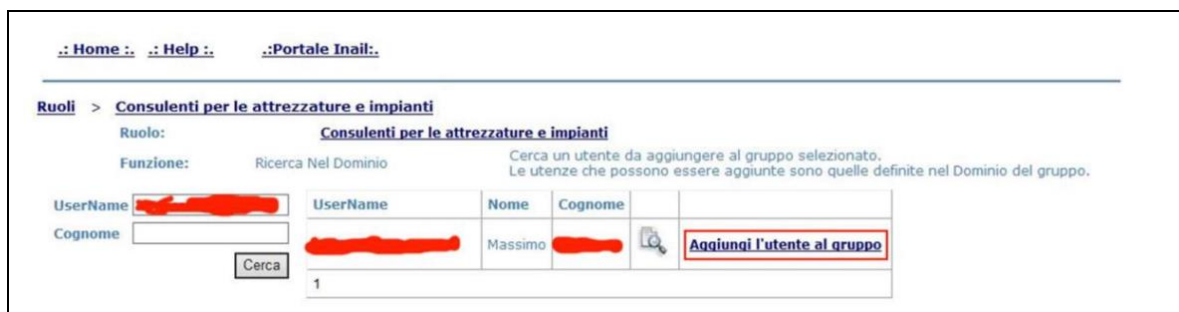 .: Home :. .: Help :. .:Portale Inail:.
Ruoli > Consulenti per le attrezzature e impianti
Ruolo: Consulenti per le attrezzature e impianti
Funzione: Ricerca Nel Dominio
Cerca un utente da aggiungere al gruppo selezionato.
Le utenze che possono essere aggiunte sono quelle definite nel Dominio del gruppo.
UserName
Cognome
Cerca
UserName Nome Cognome
Massimo Aggiungi l'utente al gruppo
1